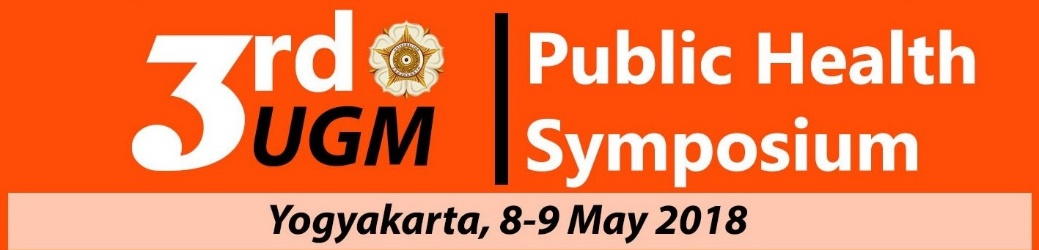 3rd
UGM
Public Health
Symposium
Yogyakarta, 8-9 May 2018